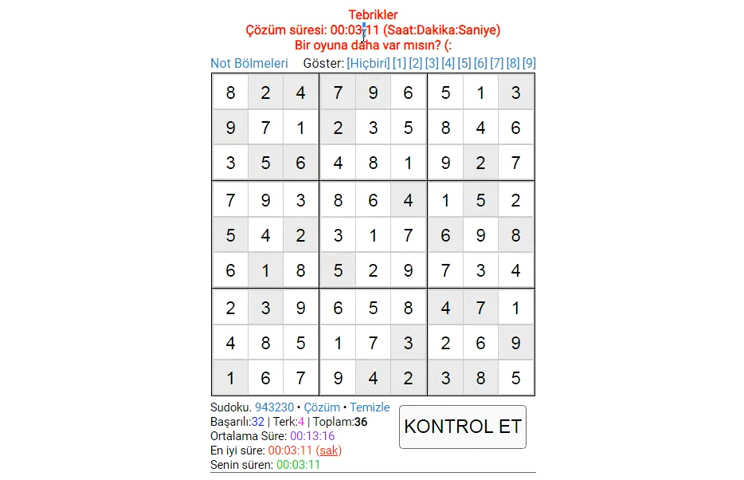 Tebrikler
Çözüm süresi: 00:03:11 (Saat:Dakika:Saniye)
Bir oyuna daha var mısın? (:
Not Bölmeleri Göster: [Hiçbiri] [1] [2] [3] [4] [5] [6] [7] [8] [9]
8 2 4 7 9 6 5 1 3
9 7 1 2 3 5 8 4 6
3 5 6 4 8 1 9 2 7
7 9 3 8 6 4 1 5 2
5 4 2 3 1 7 6 9 8
6 1 8 5 2 9 7 3 4
2 3 9 6 5 8 4 7 1
4 8 5 1 7 3 2 6 9
1 6 7 9 4 2 3 8 5
Sudoku. 943230 • Çözüm • Temizle
Başarılı:32 | Terk:4 | Toplam:36
Ortalama Süre: 00:13:16
En iyi süre: 00:03:11 (sak)
Senin süren: 00:03:11
KONTROL ET